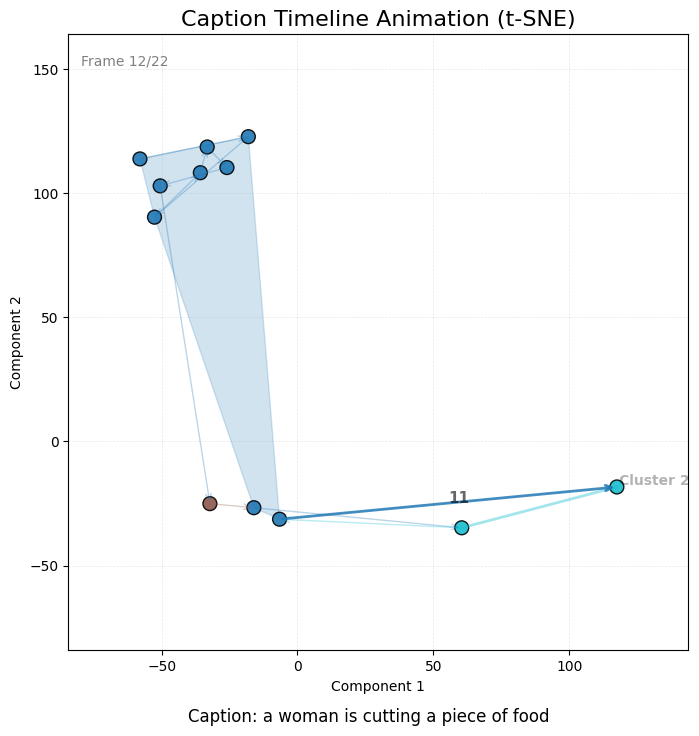 Caption Timeline Animation (t-SNE)
Frame 12/22
150
100
50
0
−50
Component 2
11
Cluster 2
−50
0
50
100
Component 1
Caption: a woman is cutting a piece of food